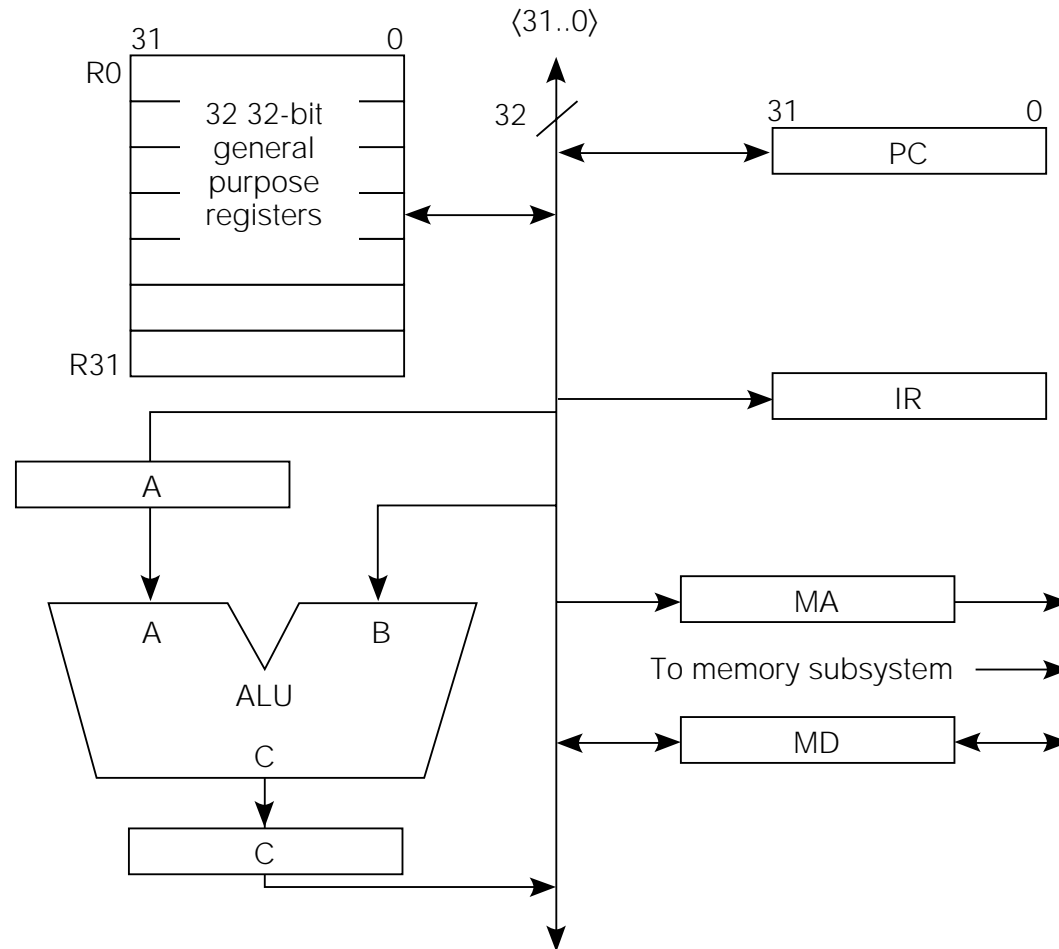 31 0
R0
32 32-bit
general
purpose
registers
R31
⟨31..0⟩
32
31 0
PC
IR
A
A B
ALU
C
C
MA
To memory subsystem
MD